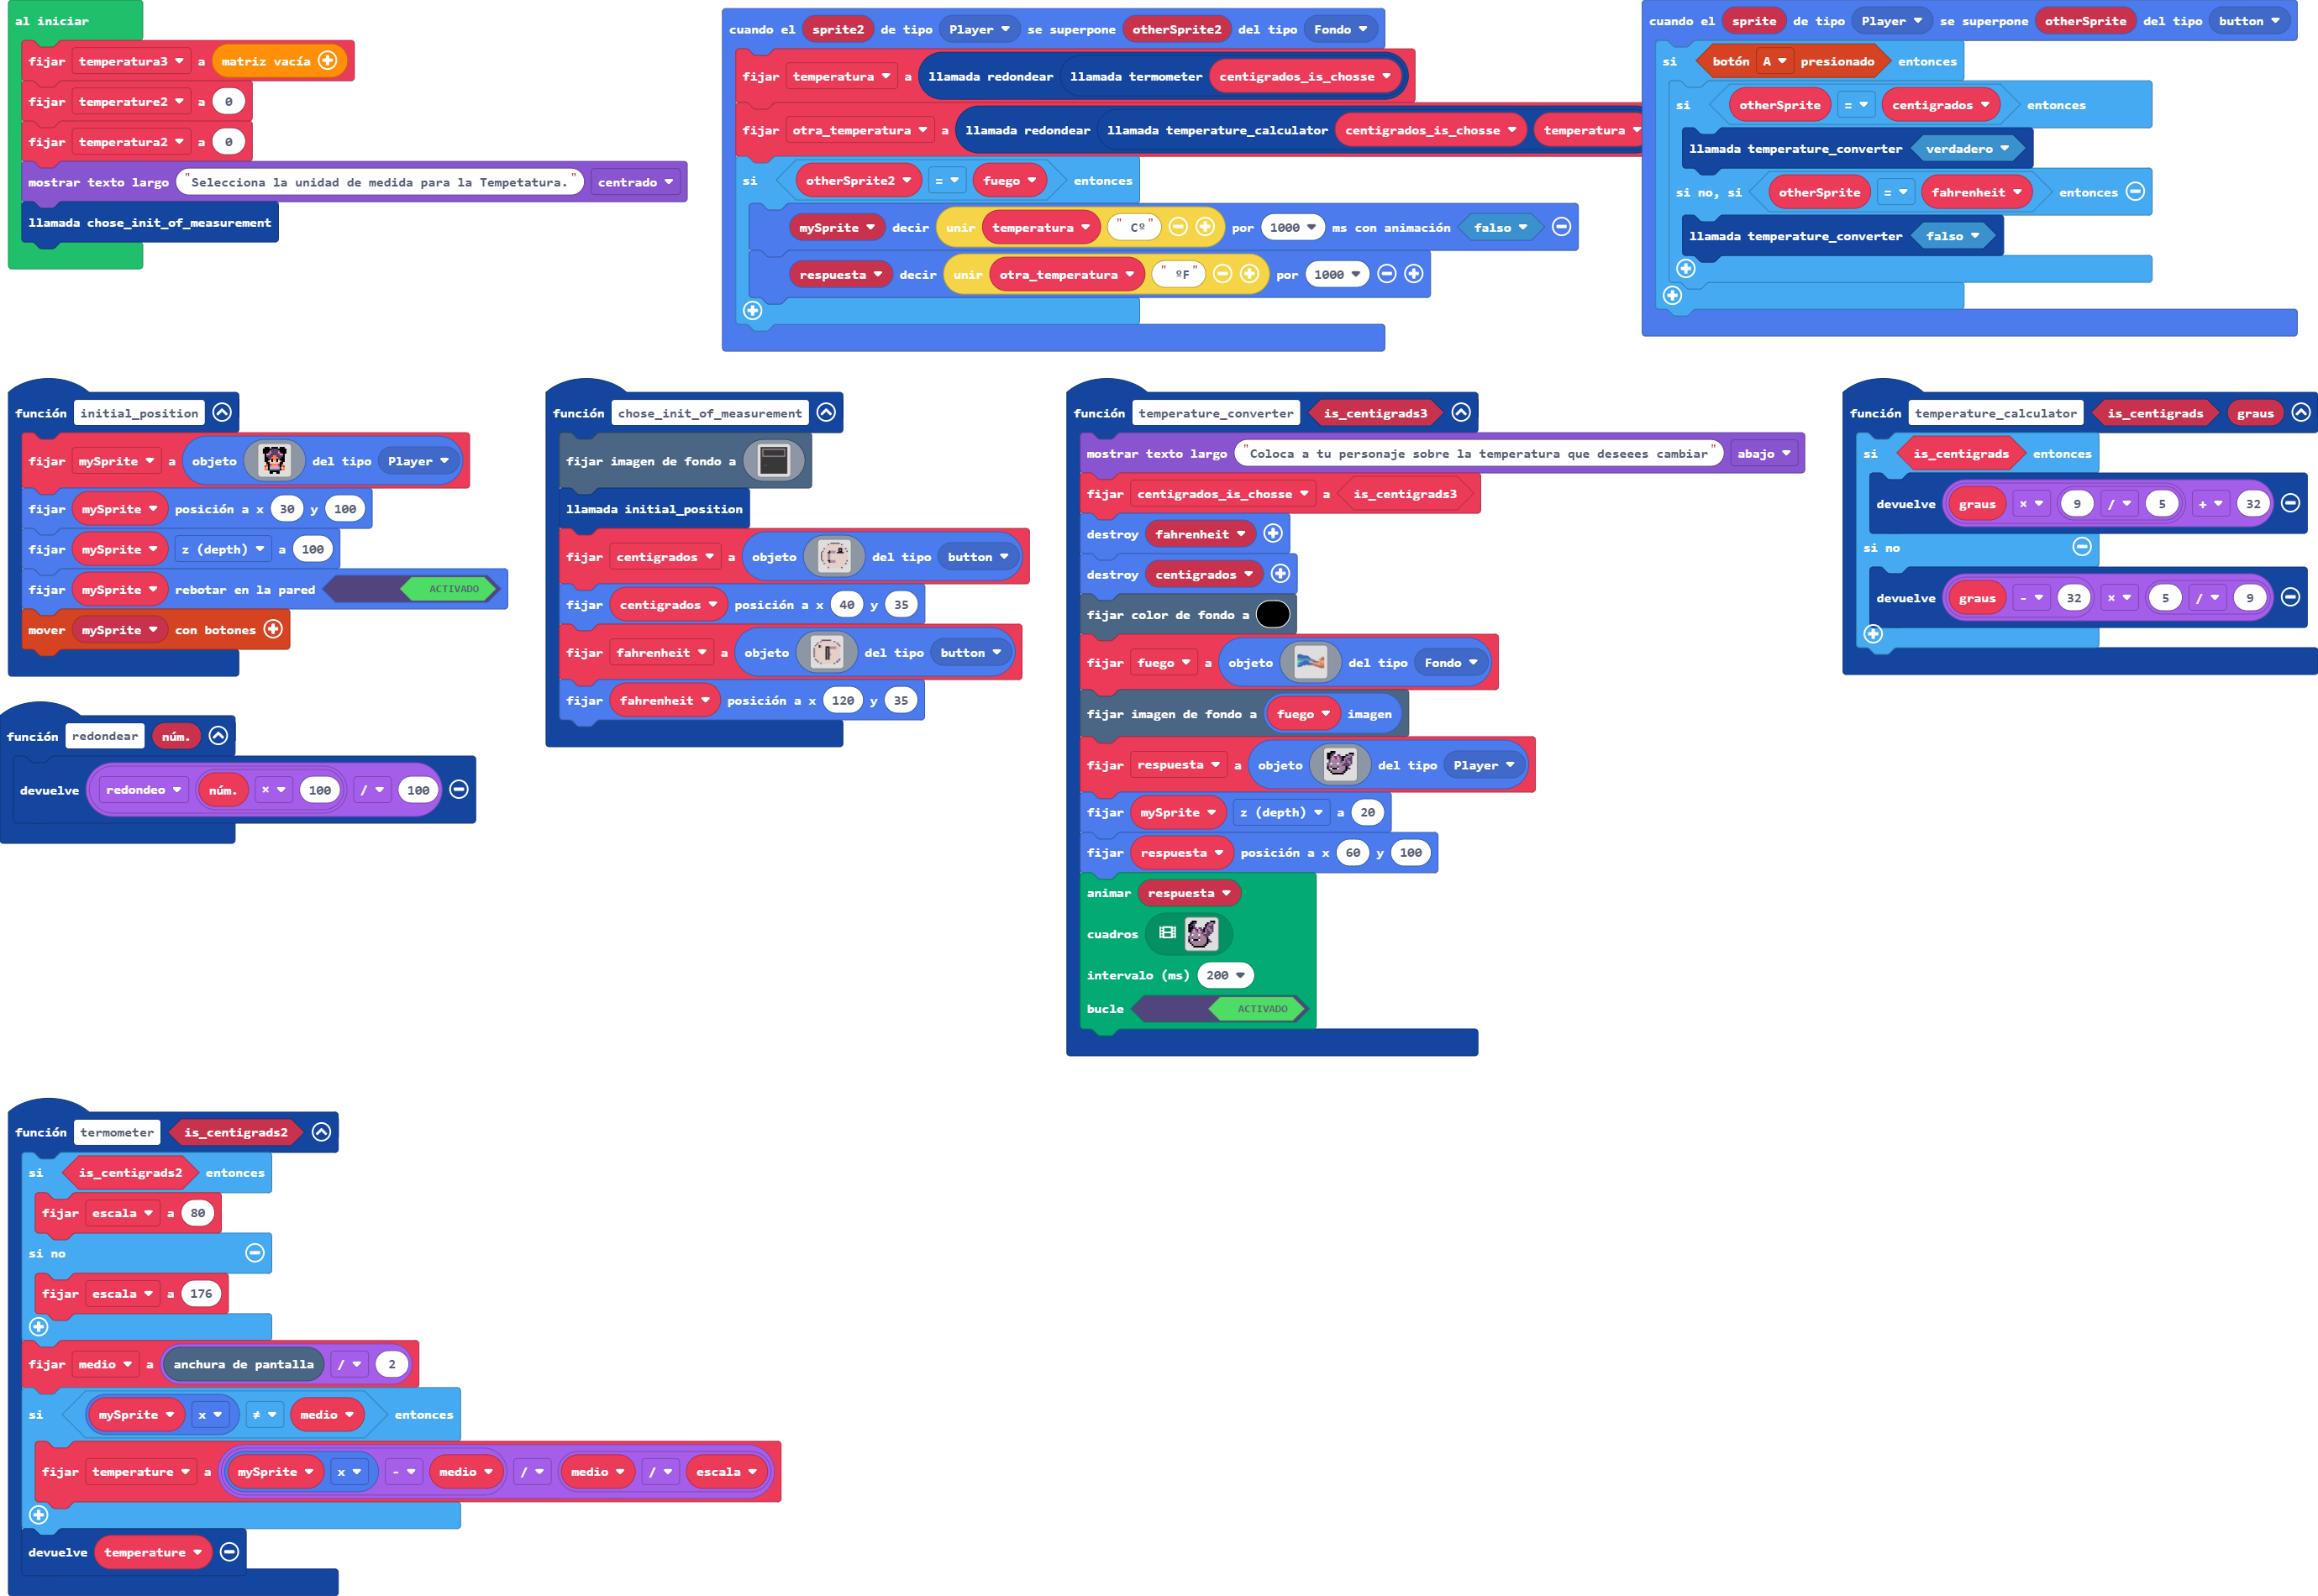 al iniciar
fijar temperatura3 a matriz vacía
fijar temperature2 a 0
fijar temperatura2 a 0
mostrar texto largo "Selecciona la unidad de medida para la Tempetatura." centrado
llamada chose_init_of_measurement
cuando el sprite2 de tipo Player se superpone otherSprite2 del tipo Fondo
fijar temperatura a llamada redondear llamada termometer centigrados_is_chosse
fijar otra_temperatura a llamada redondear llamada temperature_calculator centigrados_is_chosse temperatura
si otherSprite2 = fuego entonces
mySprite decir unir temperatura " Cº" por 1000 ms con animación falso
respuesta decir unir otra_temperatura " ºF" por 1000
cuando el sprite de tipo Player se superpone otherSprite del tipo button
si botón A presionado entonces
si otherSprite = centigrados entonces
llamada temperature_converter verdadero
si no, si otherSprite = fahrenheit entonces
llamada temperature_converter falso
función initial_position
fijar mySprite a objeto del tipo Player
fijar mySprite posición a x 30 y 100
fijar mySprite z (depth) a 100
fijar mySprite rebotar en la pared ACTIVADO
mover mySprite con botones
función redondear núm.
devuelve redondeo núm. × 100 / 100
función chose_init_of_measurement
fijar imagen de fondo a
llamada initial_position
fijar centigrados a objeto del tipo button
fijar centigrados posición a x 40 y 35
fijar fahrenheit a objeto del tipo button
fijar fahrenheit posición a x 120 y 35
función temperature_converter is_centigrads3
mostrar texto largo "Coloca a tu personaje sobre la temperatura que deseees cambiar" abajo
fijar centigrados_is_chosse a is_centigrads3
destroy fahrenheit
destroy centigrados
fijar color de fondo a
fijar fuego a objeto del tipo Fondo
fijar imagen de fondo a fuego imagen
fijar respuesta a objeto del tipo Player
fijar mySprite z (depth) a 20
fijar respuesta posición a x 60 y 100
animar respuesta
cuadros
intervalo (ms) 200
bucle ACTIVADO
función temperature_calculator is_centigrads graus
si is_centigrads entonces
devuelve graus × 9 / 5 + 32
si no
devuelve graus - 32 × 5 / 9
función termometer is_centigrads2
si is_centigrads2 entonces
fijar escala a 80
si no
fijar escala a 176
fijar medio a anchura de pantalla / 2
si mySprite x ≠ medio entonces
fijar temperature a mySprite x - medio / medio / escala
devuelve temperature